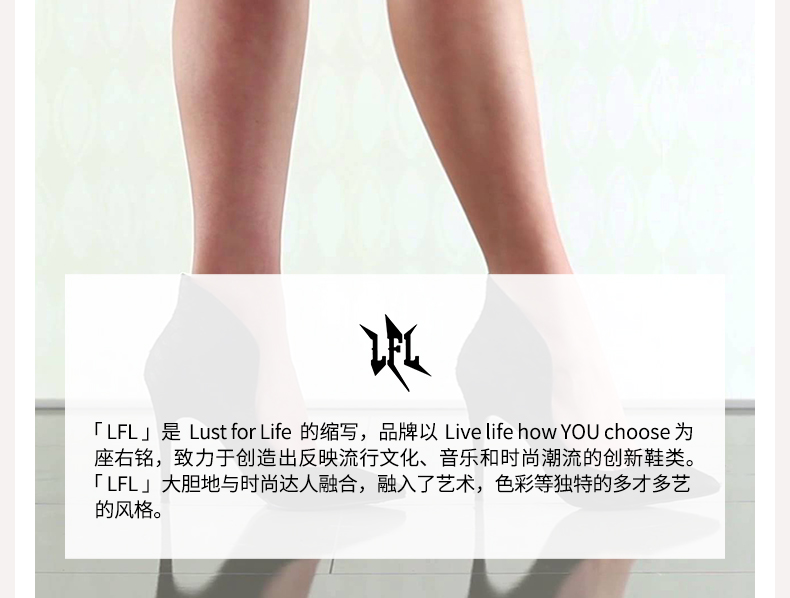 LFL
「 LFL 」是 Lust for Life 的缩写，品牌以 Live life how YOU choose 为
座右铭，致力于创造出反映流行文化、音乐和时尚潮流的创新鞋类。
「 LFL 」大胆地与时尚达人融合，融入了艺术，色彩等独特的多才多艺
的风格。